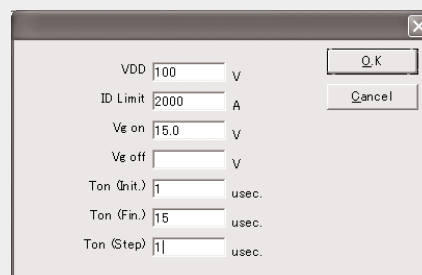 VDD 100 V
ID Limit 2000 A
Vg on 15.0 V
Vg off V
Ton (Init.) 1 usec.
Ton (Fin.) 15 usec.
Ton (Step) 1 usec.
O.K
Cancel